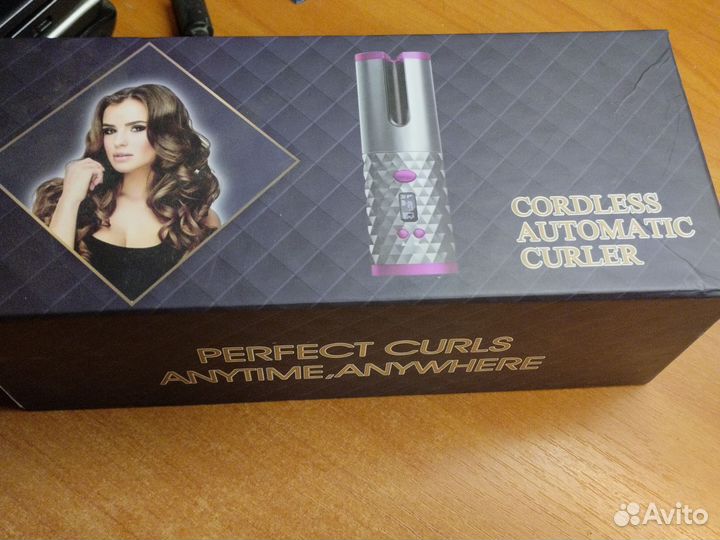 CORDLESS
AUTOMATIC
CURLER
PERFECT CURLS
ANYTIME,ANYWHERE
Avito